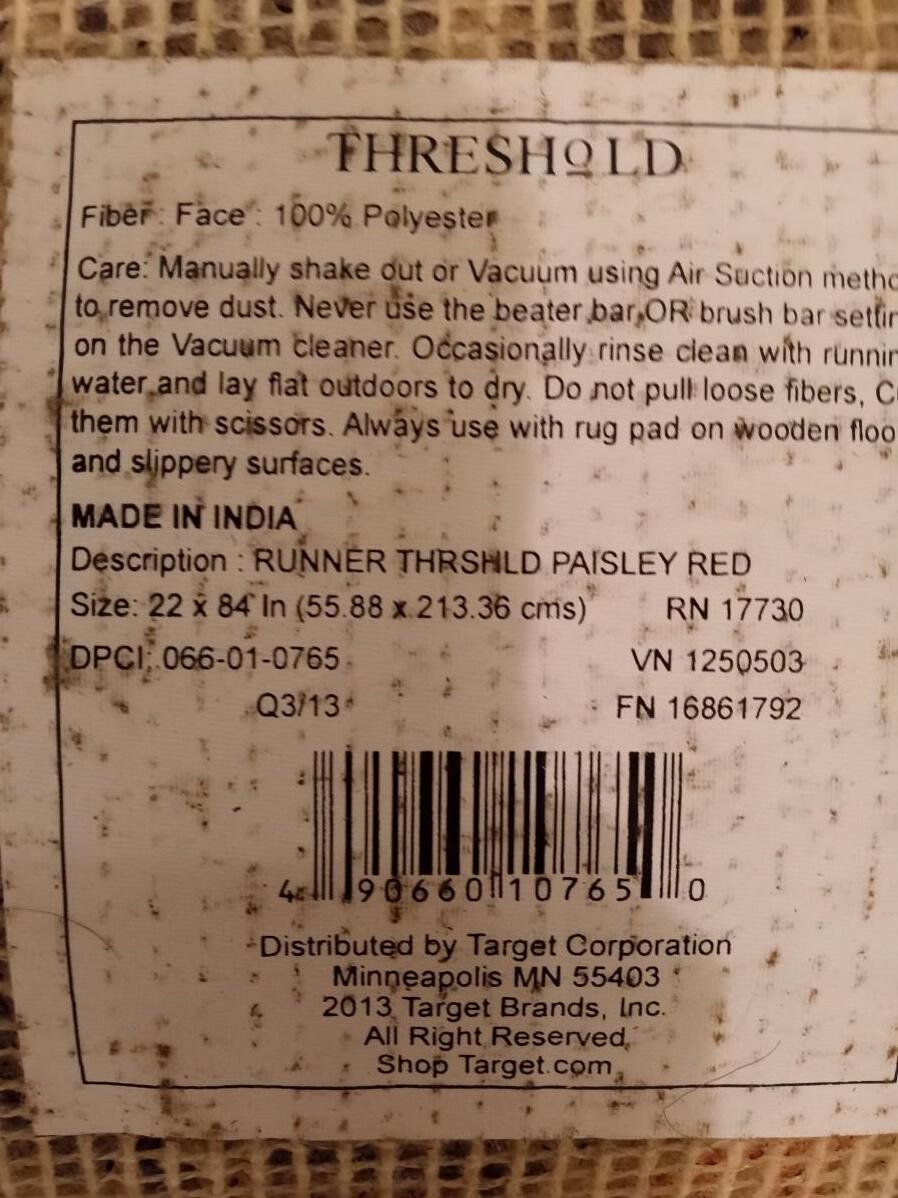 THRESHOLD
Fiber : Face : 100% Polyester
Care: Manually shake out or Vacuum using Air Suction
to remove dust. Never use the beater bar OR brush bar
on the Vacuum cleaner. Occasionally rinse clean with
water and lay flat outdoors to dry. Do not pull loose fibers,
them with scissors. Always use with rug pad on wooden
and slippery surfaces.
MADE IN INDIA
Description : RUNNER THRSHLD PAISLEY RED
Size: 22 x 84 In (55.88 x 213.36 cms) RN 17730
DPCI: 066-01-0765 VN 1250503
Q3/13 FN 16861792
4 90660 10765 0
Distributed by Target Corporation
Minneapolis MN 55403
2013 Target Brands, Inc.
All Right Reserved,
Shop Target.com